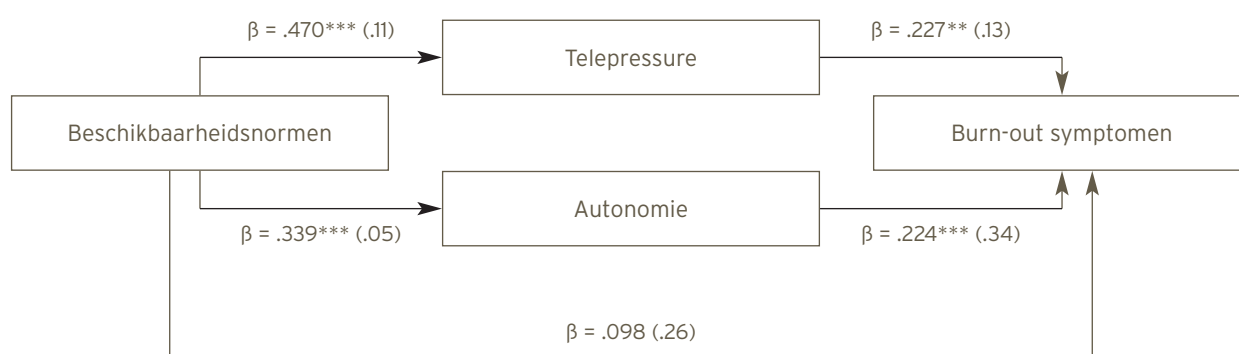 β = .470*** (.11)
β = .227** (.13)
Telepressure
Beschikbaarheidsnormen
Burn-out symptomen
Autonomie
β = .339*** (.05)
β = .224*** (.34)
β = .098 (.26)